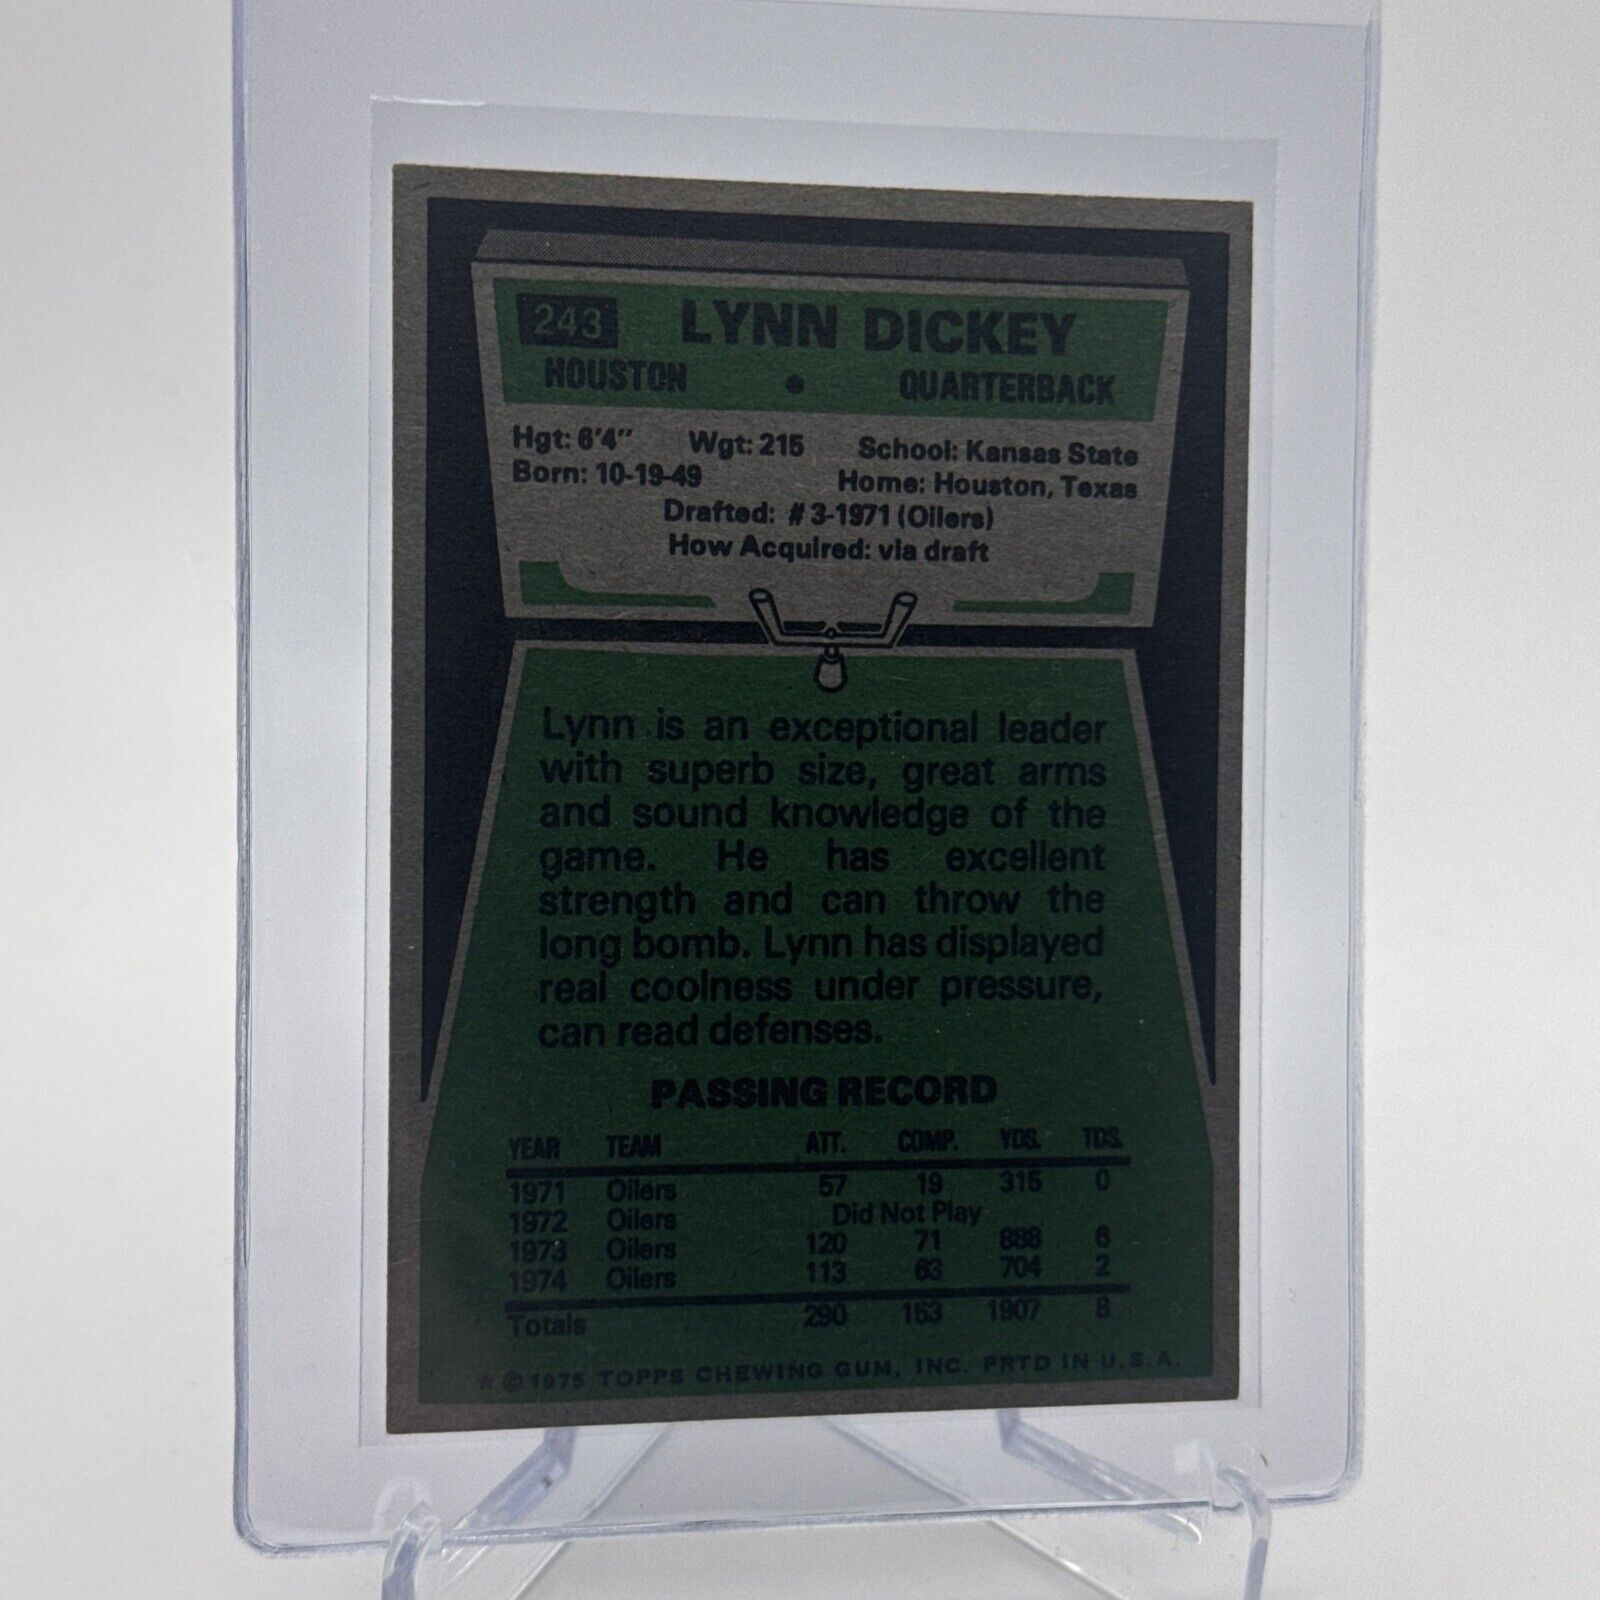 243 LYNN DICKEY
HOUSTON • QUARTERBACK
Hgt: 6'4" Wgt: 215 School: Kansas State
Born: 10-19-49 Home: Houston, Texas
Drafted: #3-1971 (Oilers)
How Acquired: via draft
Lynn is an exceptional leader
with superb size, great arms
and sound knowledge of the
game. He has excellent
strength and can throw the
long bomb. Lynn has displayed
real coolness under pressure,
can read defenses.
PASSING RECORD
YEAR TEAM ATT. COMP. YDS. TDS.
1971 Oilers 57 19 315 0
1972 Oilers Did Not Play
1973 Oilers 120 71 888 6
1974 Oilers 113 63 704 2
Totals 290 153 1907 8
* © 1975 TOPPS CHEWING GUM, INC. PRTD IN U.S.A.